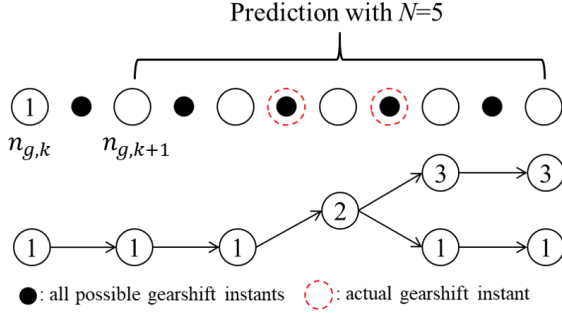 Prediction with N=5
1
n_{g,k} n_{g,k+1}
3 3
2
1 1 1 1 1
: all possible gearshift instants : actual gearshift instant